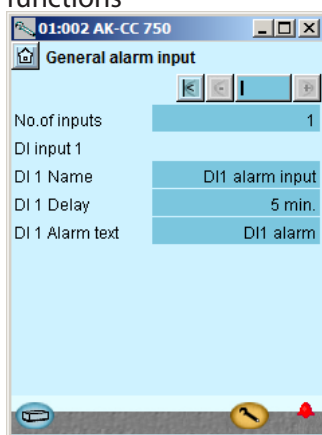 functions
01:002 AK-CC 750
General alarm input
No.of inputs 1
DI input 1
DI 1 Name DI1 alarm input
DI 1 Delay 5 min.
DI 1 Alarm text DI1 alarm